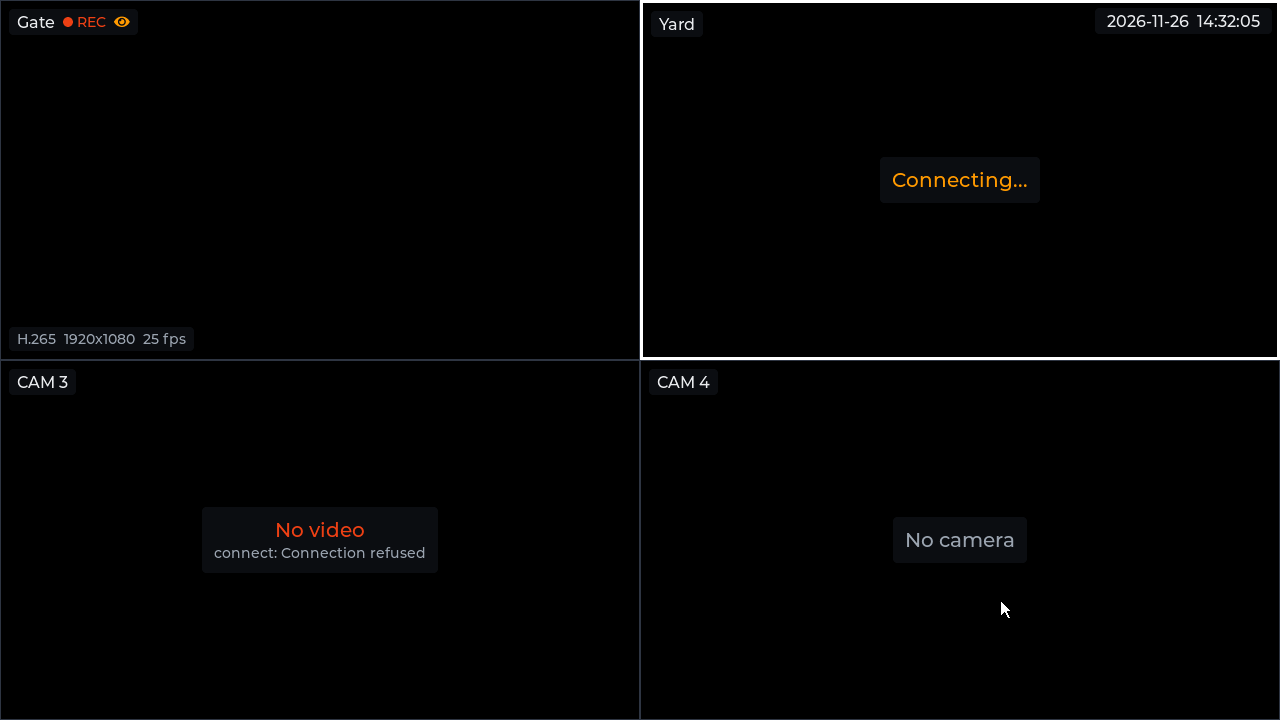 Gate REC
Yard
2026-11-26 14:32:05
Connecting...
H.265 1920x1080 25 fps
CAM 3
CAM 4
No video
connect: Connection refused
No camera